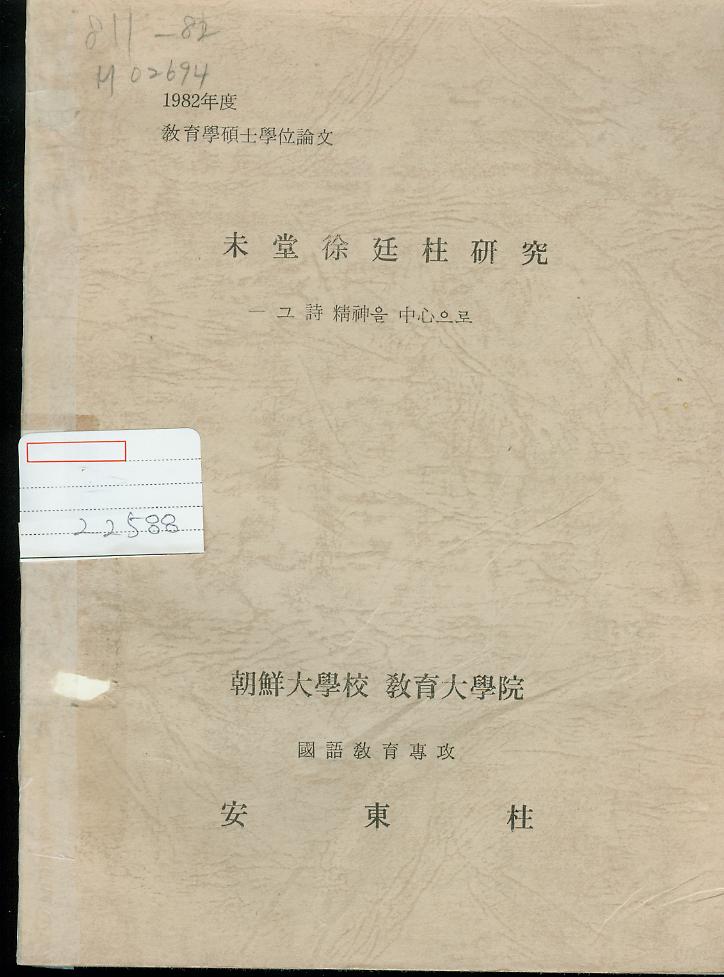 811-82
M 02694
1982年度
敎育學碩士學位論文
未堂徐廷柱硏究
— 그 詩 精神을 中心으로
22588
朝鮮大學校 敎育大學院
國語敎育專攻
安東柱